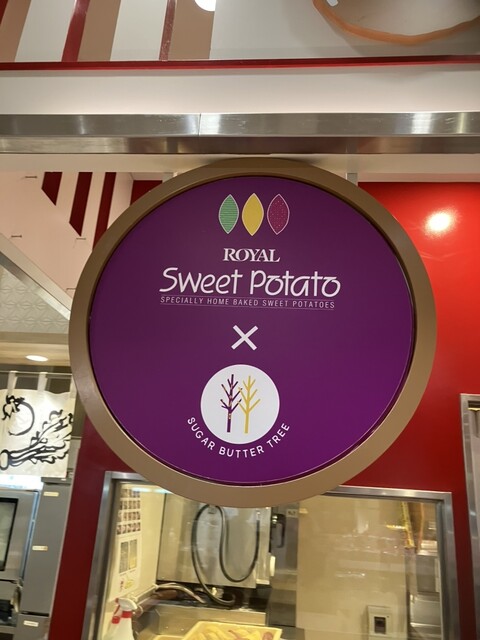 ROYAL
Sweet Potato
SPECIALLY HOME BAKED SWEET POTATOES
×
SUGAR BUTTER TREE